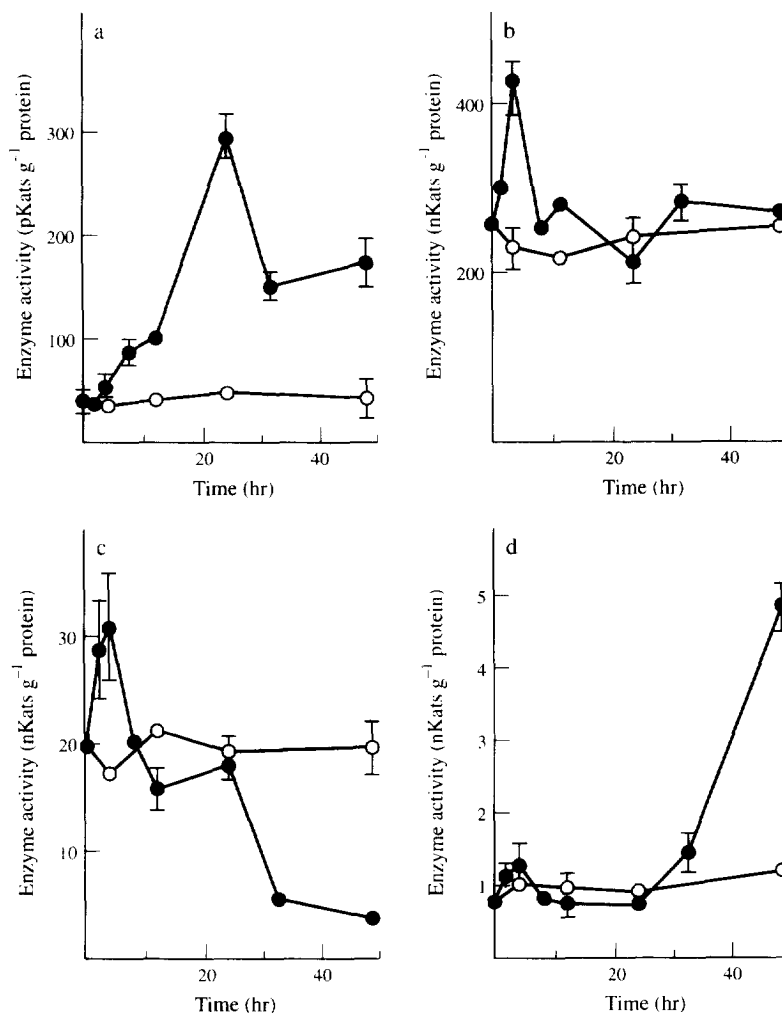 a
Enzyme activity (pKats g⁻¹ protein)
300
200
100
20
40
Time (hr)
b
Enzyme activity (nKats g⁻¹ protein)
400
200
20
40
Time (hr)
c
Enzyme activity (nKats g⁻¹ protein)
30
20
10
20
40
Time (hr)
d
Enzyme activity (nKats g⁻¹ protein)
5
4
3
2
1
20
40
Time (hr)